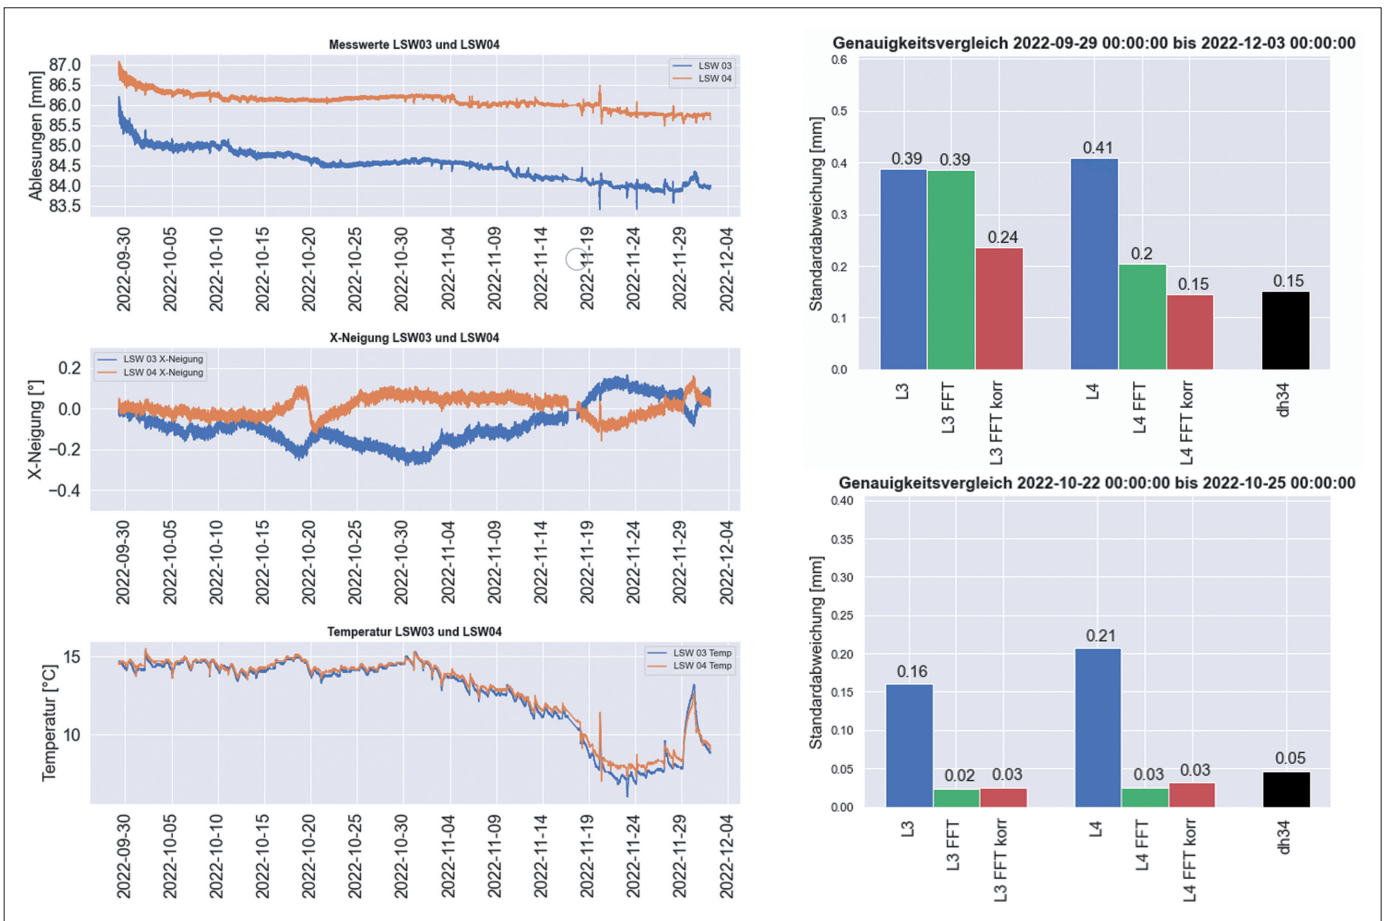 Messwerte LSW03 und LSW04
LSW 03
LSW 04
Ablesungen [mm]
87.0
86.5
86.0
85.5
85.0
84.5
84.0
83.5
2022-09-30
2022-10-05
2022-10-10
2022-10-15
2022-10-20
2022-10-25
2022-10-30
2022-11-04
2022-11-09
2022-11-14
2022-11-19
2022-11-24
2022-11-29
2022-12-04
X-Neigung LSW03 und LSW04
LSW 03 X-Neigung
LSW 04 X-Neigung
X-Neigung [°]
0.2
0.0
−0.2
−0.4
2022-09-30
2022-10-05
2022-10-10
2022-10-15
2022-10-20
2022-10-25
2022-10-30
2022-11-04
2022-11-09
2022-11-14
2022-11-19
2022-11-24
2022-11-29
2022-12-04
Temperatur LSW03 und LSW04
LSW 03 Temp
LSW 04 Temp
Temperatur [°C]
15
10
2022-09-30
2022-10-05
2022-10-10
2022-10-15
2022-10-20
2022-10-25
2022-10-30
2022-11-04
2022-11-09
2022-11-14
2022-11-19
2022-11-24
2022-11-29
2022-12-04
Genauigkeitsvergleich 2022-09-29 00:00:00 bis 2022-12-03 00:00:00
Standardabweichung [mm]
0.6
0.5
0.4
0.3
0.2
0.1
0.0
0.39
0.39
0.24
0.41
0.2
0.15
0.15
L3
L3 FFT
L3 FFT korr
L4
L4 FFT
L4 FFT korr
dh34
Genauigkeitsvergleich 2022-10-22 00:00:00 bis 2022-10-25 00:00:00
Standardabweichung [mm]
0.40
0.35
0.30
0.25
0.20
0.15
0.10
0.05
0.00
0.16
0.02
0.03
0.21
0.03
0.03
0.05
L3
L3 FFT
L3 FFT korr
L4
L4 FFT
L4 FFT korr
dh34